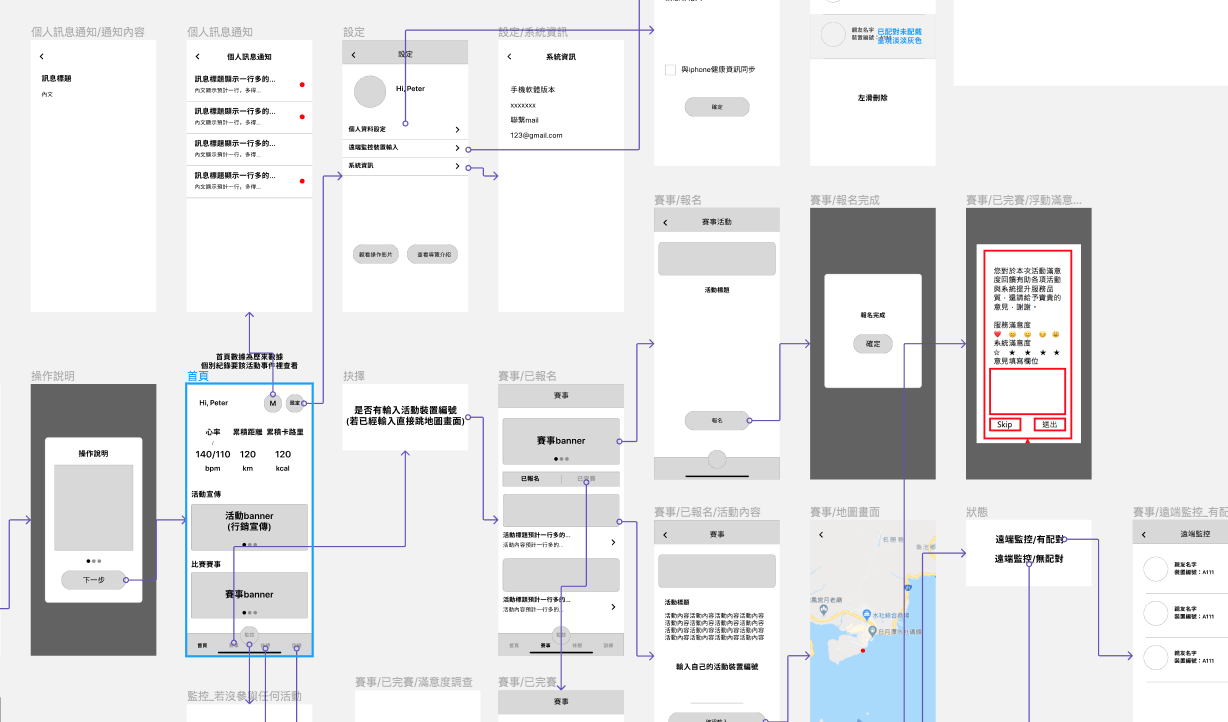 個人訊息通知/通知內容
訊息標題
內文
個人訊息通知
個人訊息通知
訊息標題顯示一行多的...
內文顯示預計一行，多得...
訊息標題顯示一行多的...
內文顯示預計一行，多得...
訊息標題顯示一行多的...
內文顯示預計一行，多得...
訊息標題顯示一行多的...
內文顯示預計一行，多得...
設定
設定
Hi, Peter
個人資料設定
遠端監控裝置輸入
系統資訊
觀看操作影片
查看導覽介紹
設定/系統資訊
系統資訊
手機軟體版本
xxxxxxx
聯繫mail
123@gmail.com
與iphone健康資訊同步
確定
親友名字
裝置編號：
已配對未配戴
呈現淡淡灰色
左滑刪除
賽事/報名
賽事活動
活動標題
報名
賽事/報名完成
報名完成
確定
賽事/已完賽/浮動滿意...
您對於本次活動滿意
度回饋有助各項活動
與系統提升服務品
質，還請給予寶貴的
意見，謝謝。
服務滿意度
系統滿意度
☆ ★ ★ ★ ★
意見填寫欄位
Skip
送出
操作說明
操作說明
下一步
首頁數據為歷來數據
個別紀錄要該活動事件裡查看
首頁
Hi, Peter
M
設定
心率
/
累積距離
累積卡路里
140/110
120
120
bpm
km
kcal
活動宣傳
活動banner
(行銷宣傳)
比賽賽事
賽事banner
監控
首頁
抉擇
是否有輸入活動裝置編號
(若已經輸入直接跳地圖畫面)
賽事/已報名
賽事
賽事banner
已報名
已完賽
活動標題預計一行多的...
活動內容預計一行多的...
活動標題預計一行多的...
活動內容預計一行多的...
首頁
賽事
賽事/已報名/活動內容
賽事
活動標題
活動內容活動內容活動內容活動內容
活動內容活動內容活動內容活動內容
活動內容活動內容活動內容活動內容
活動內容活動內容活動內容活動內容
輸入自己的活動裝置編號
確認輸入
賽事/地圖畫面
狀態
遠端監控/有配對
遠端監控/無配對
賽事/遠端監控_有配
遠端監控
親友名字
裝置編號：A111
親友名字
裝置編號：A111
親友名字
裝置編號：A111
監控_若沒參與任何活動
賽事/已完賽/滿意度調查
賽事/已完賽
賽事